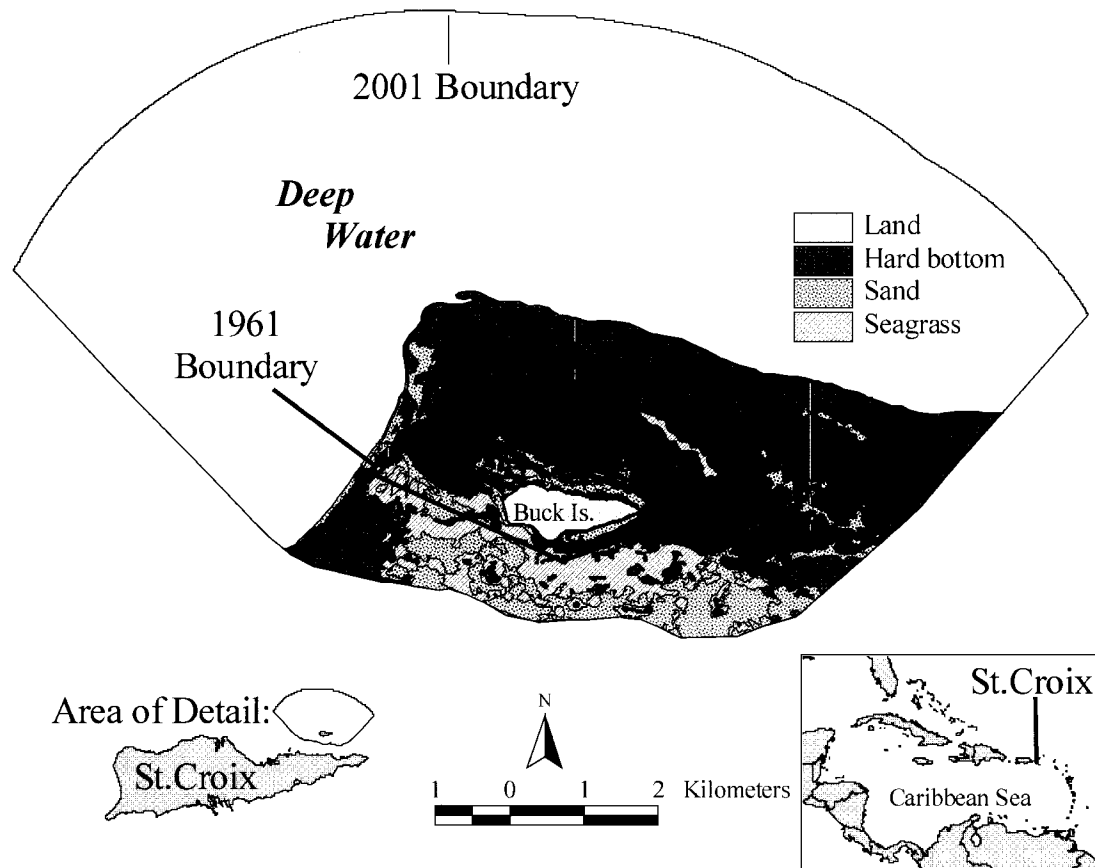 2001 Boundary
Deep
Water
Land
Hard bottom
Sand
Seagrass
1961
Boundary
Buck Is.
Area of Detail:
St.Croix
N
1 0 1 2 Kilometers
St.Croix
Caribbean Sea